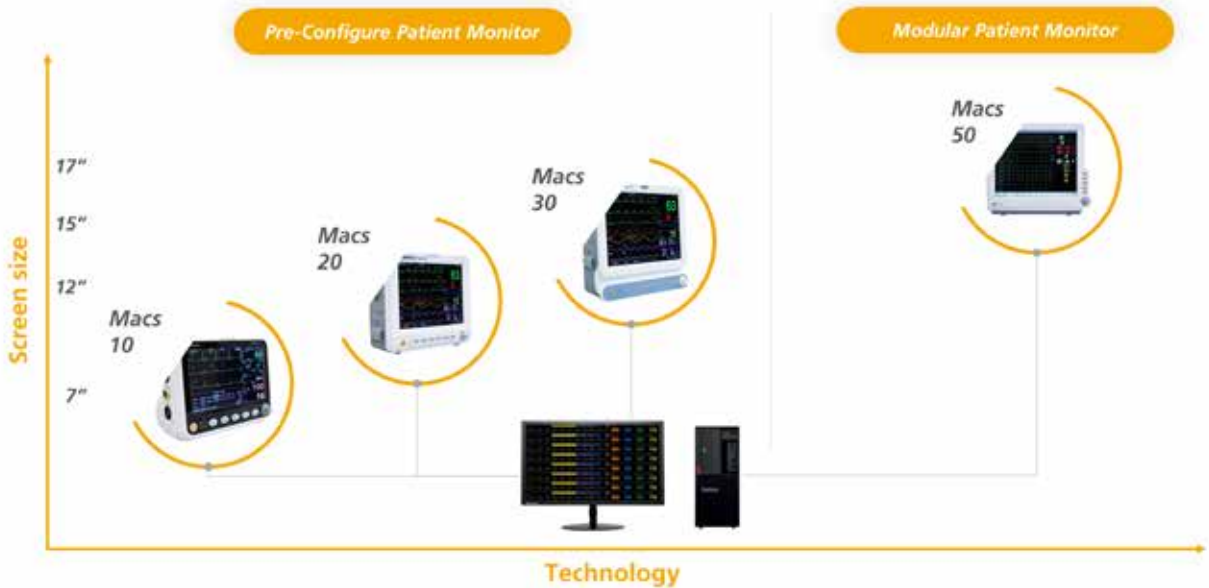 Pre-Configure Patient Monitor
Modular Patient Monitor
Macs
50
17"
Macs
30
15"
Macs
20
12"
Macs
10
7"
Screen size
Technology